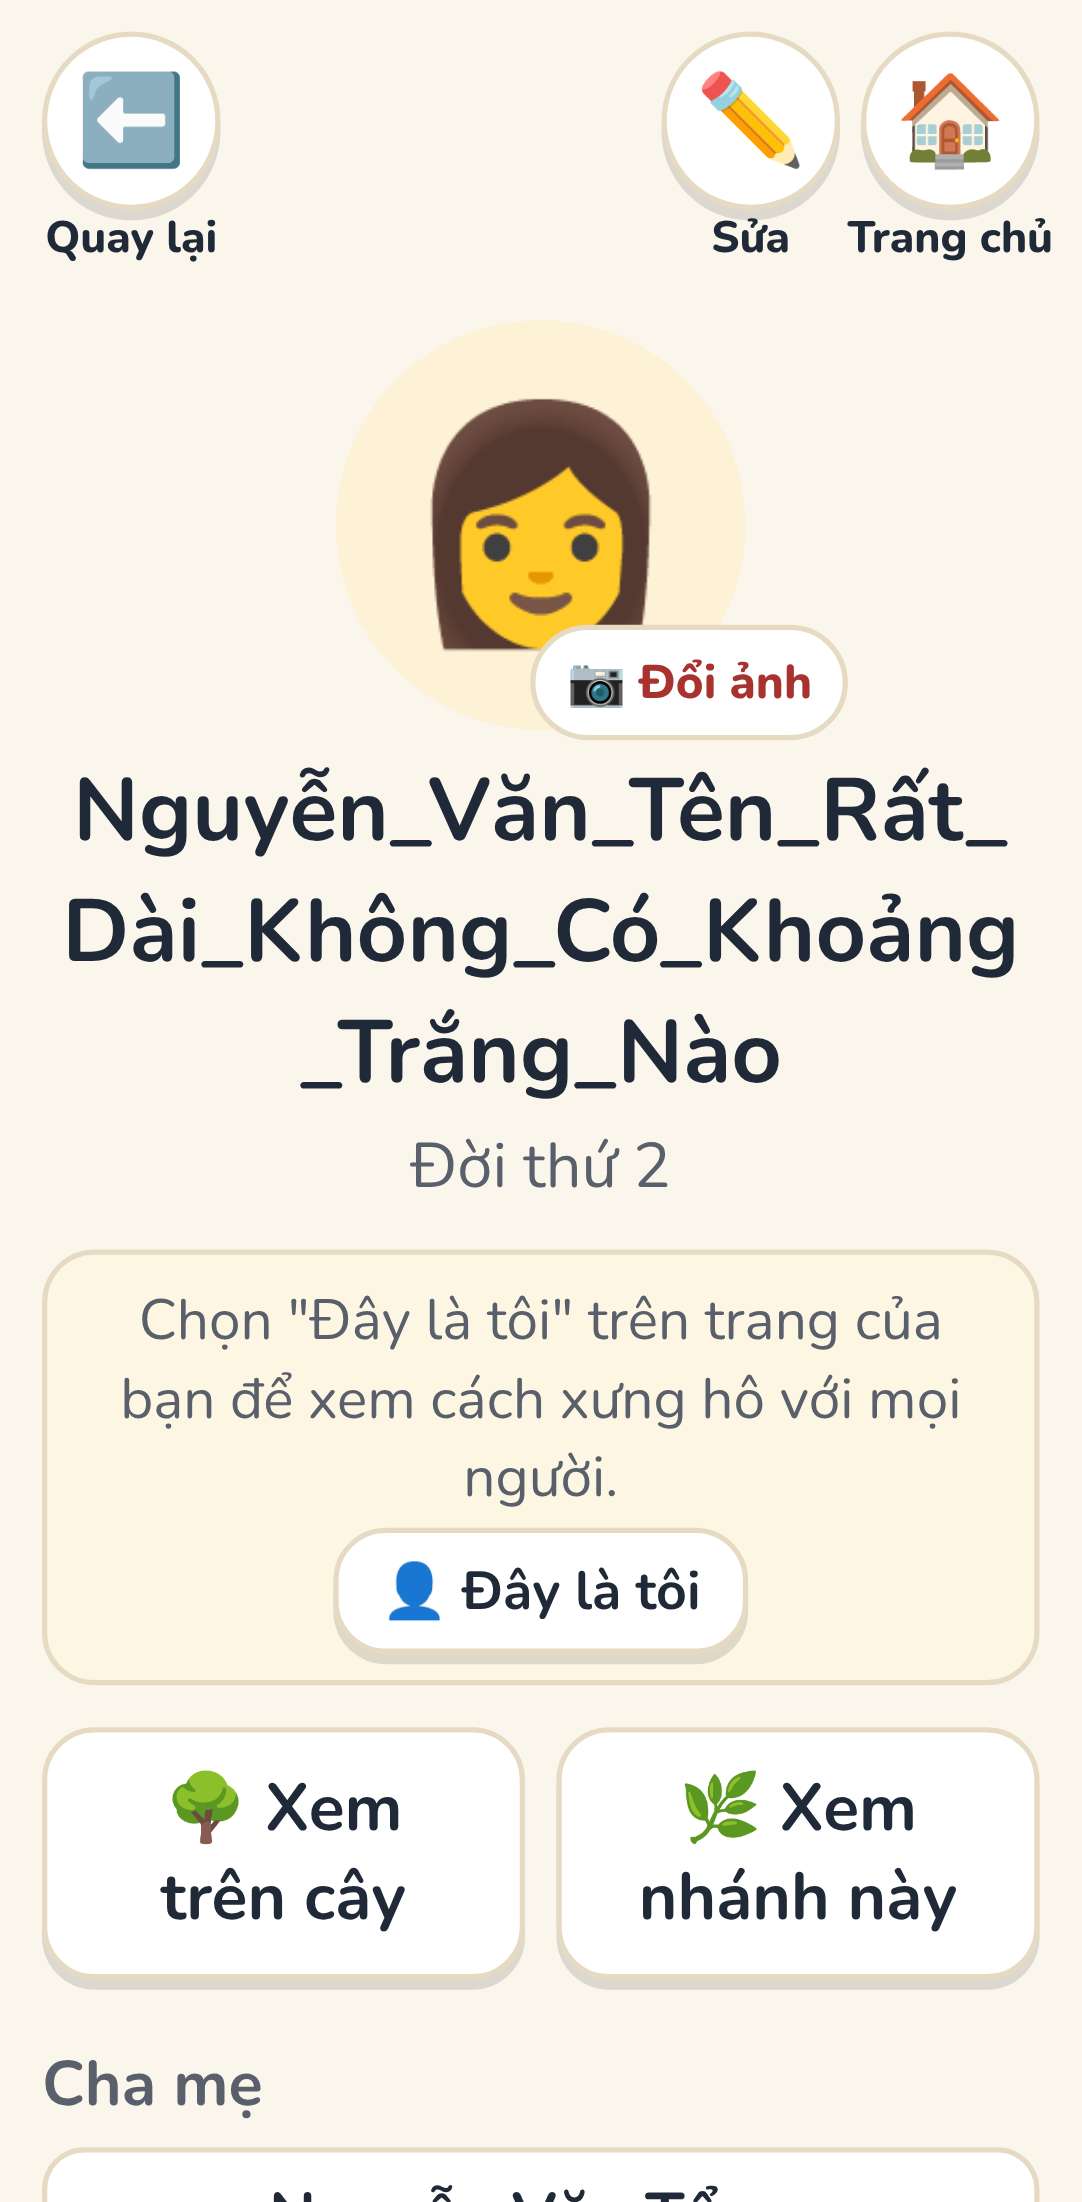 Quay lại
Sửa
Trang chủ
Đổi ảnh
Nguyễn_Văn_Tên_Rất_
Dài_Không_Có_Khoảng
_Trắng_Nào
Đời thứ 2
Chọn "Đây là tôi" trên trang của
bạn để xem cách xưng hô với mọi
người.
Đây là tôi
Xem
trên cây
Xem
nhánh này
Cha mẹ